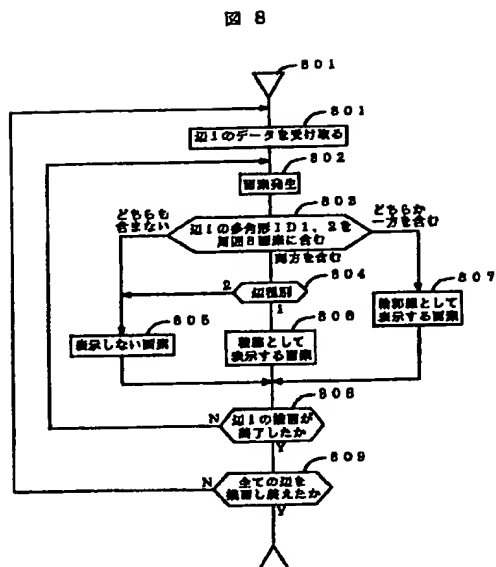 図 8
801
801
辺iのデータを受け取る
802
画素発生
803
どちらも
含まない
辺iの多角形ID1、2を
周囲8画素に含む
どちらか
一方を含む
両方を含む
804
2
辺種別
1
807
輪郭線として
表示する画素
805
表示しない画素
806
稜線として
表示する画素
808
N
辺iの描画が
終了したか
Y
809
N
全ての辺を
描画し終えたか
Y